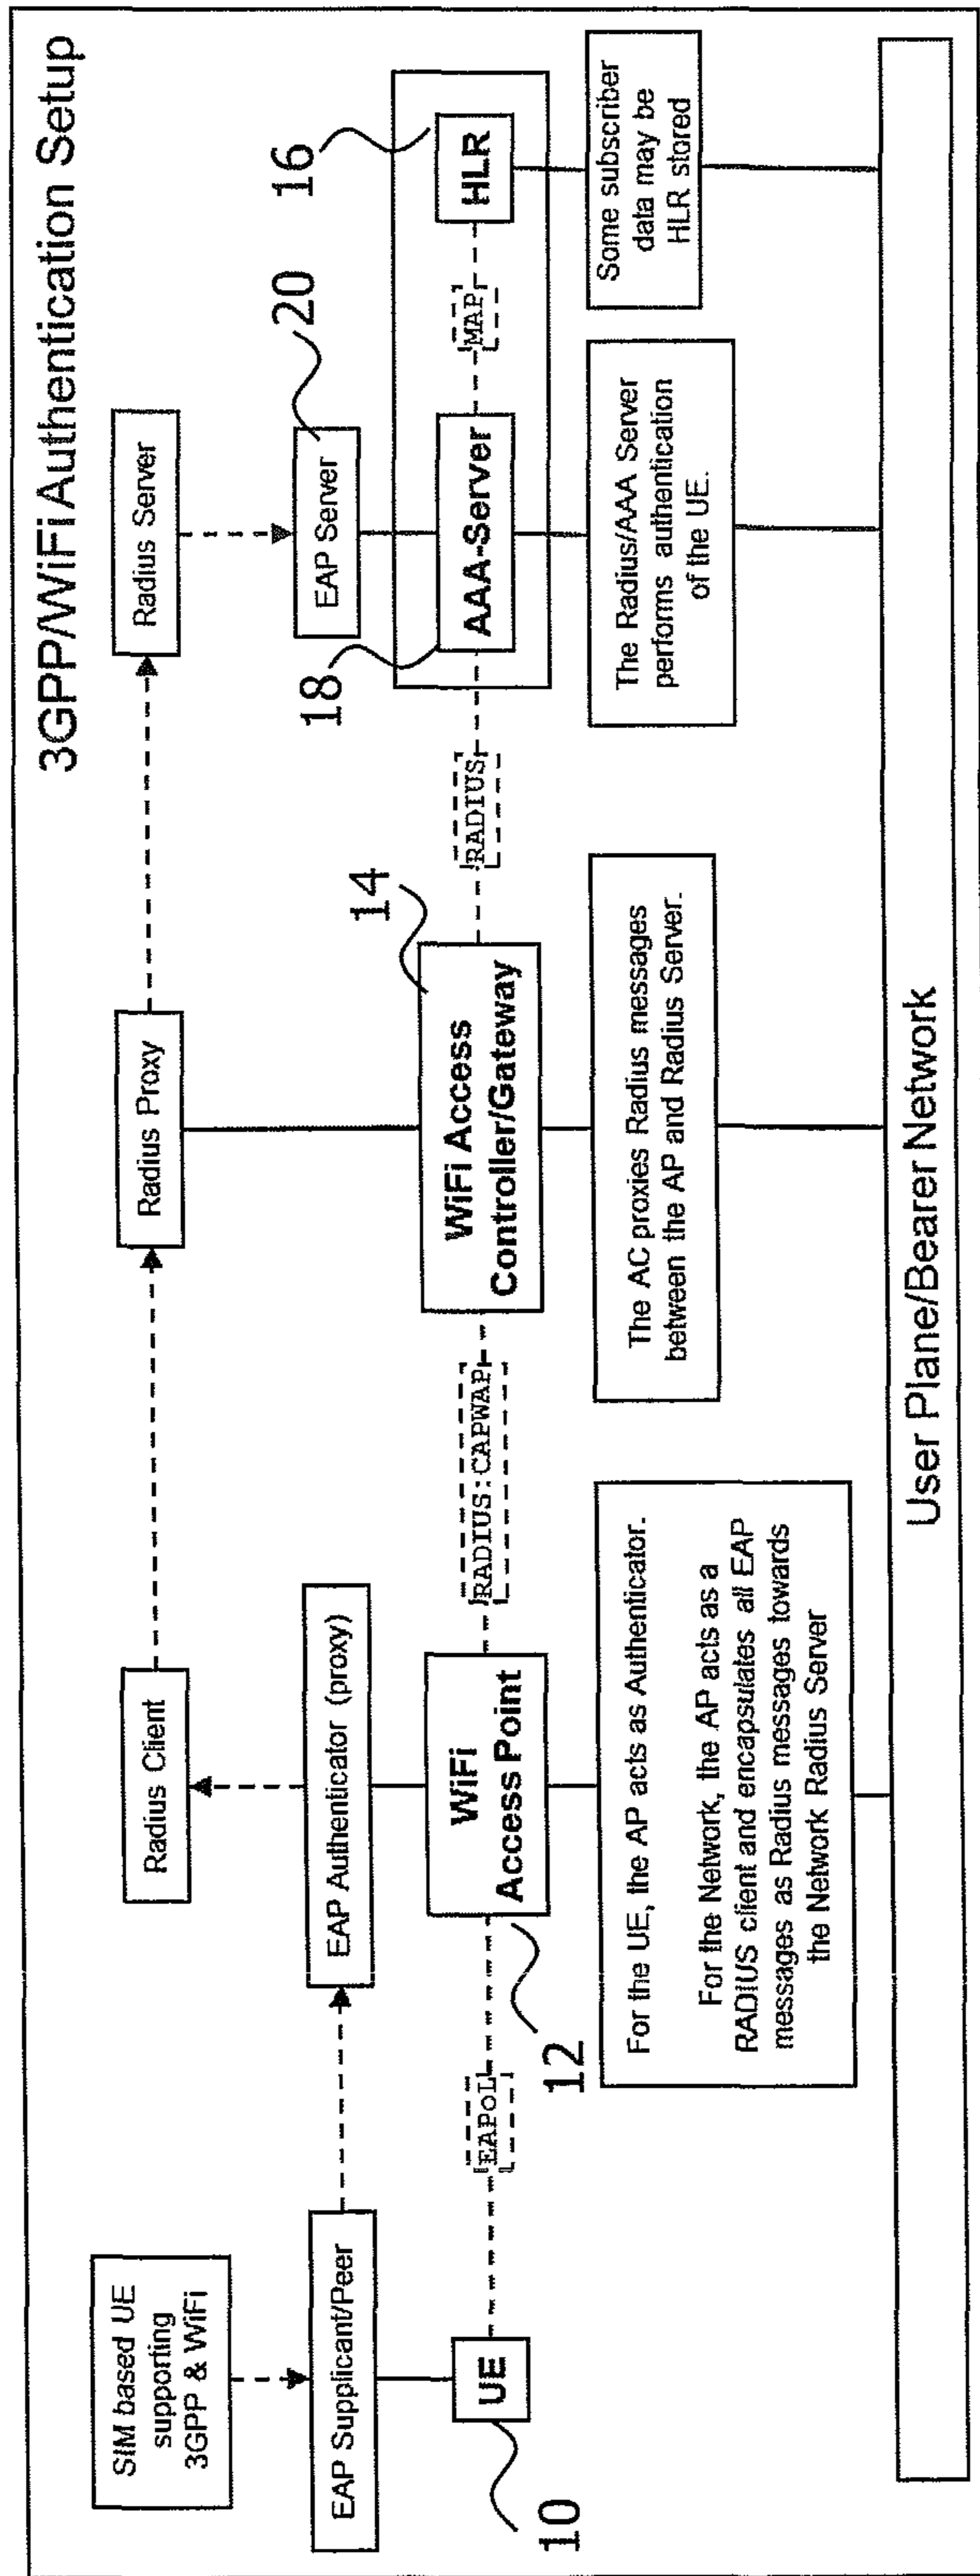 3GPP/WiFi Authentication Setup
SIM based UE
supporting
3GPP & WiFi
Radius Client
Radius Proxy
Radius Server
EAP Supplicant/Peer
EAP Authenticator (proxy)
EAP Server
20
10
UE
EAPoL
12
WiFi
Access Point
RADIUS:CAPWAP
14
WiFi Access
Controller/Gateway
RADIUS
18
AAA-Server
MAP
16
HLR
For the UE, the AP acts as Authenticator.
For the Network, the AP acts as a
RADIUS client and encapsulates all EAP
messages as Radius messages towards
the Network Radius Server
The AC proxies Radius messages
between the AP and Radius Server.
The Radius/AAA Server
performs authentication
of the UE.
Some subscriber
data may be
HLR stored
User Plane/Bearer Network